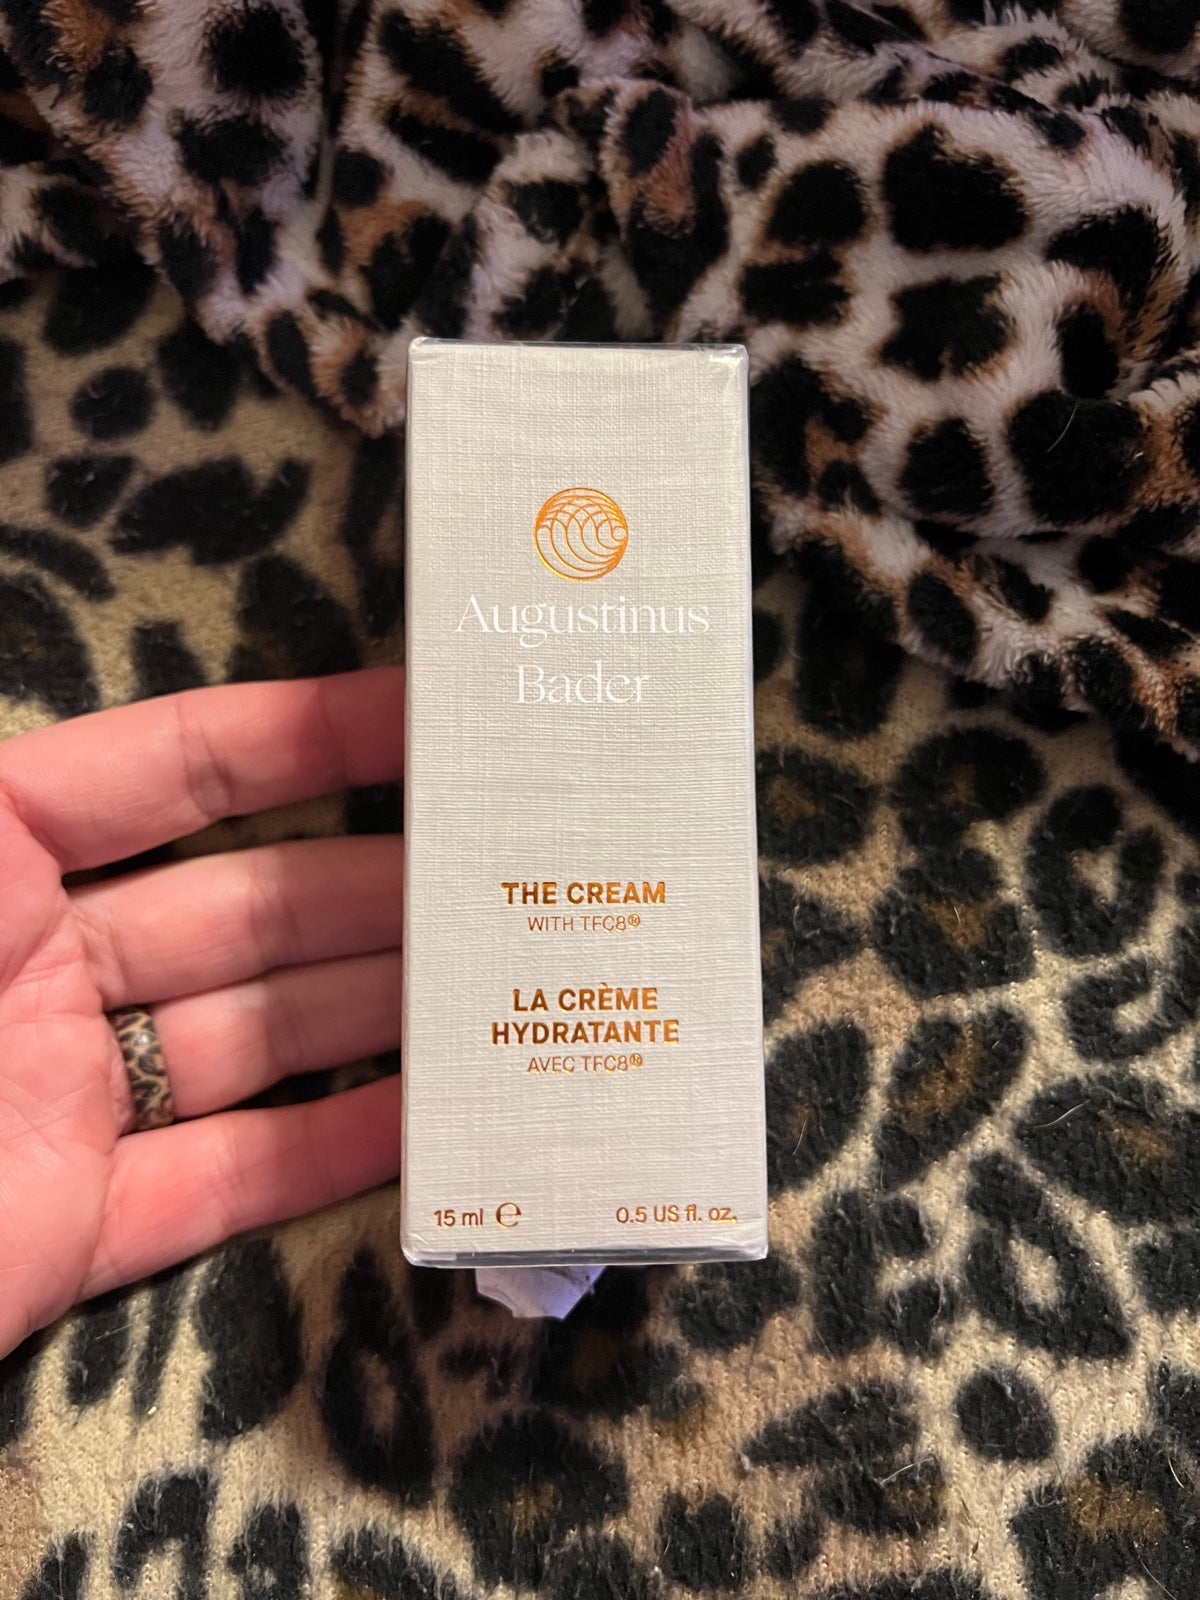 Augustinus
Bader
THE CREAM
WITH TFC8®
LA CRÈME
HYDRATANTE
AVEC TFC8®
15 ml ℮ 0.5 US fl. oz.